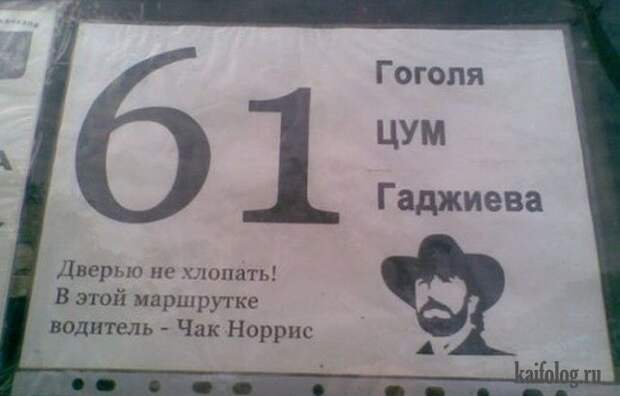 61
Гоголя
ЦУМ
Гаджиева
Дверью не хлопать!
В этой маршрутке
водитель - Чак Норрис
kaifolog.ru